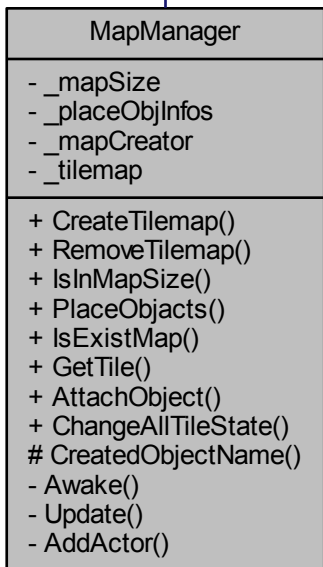 MapManager
- _mapSize
- _placeObjInfos
- _mapCreator
- _tilemap
+ CreateTilemap()
+ RemoveTilemap()
+ IsInMapSize()
+ PlaceObjacts()
+ IsExistMap()
+ GetTile()
+ AttachObject()
+ ChangeAllTileState()
# CreatedObjectName()
- Awake()
- Update()
- AddActor()